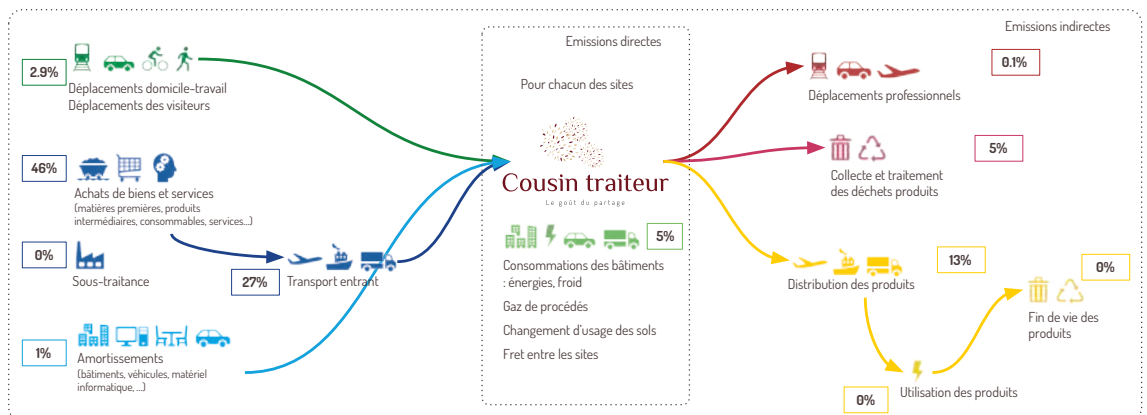 Emissions indirectes
Emissions directes
2.9%
Déplacements domicile-travail
Déplacements des visiteurs
Pour chacun des sites
0.1%
Déplacements professionnels
46%
Achats de biens et services
(matières premières, produits
intermédiaires, consommables, services...)
Cousin traiteur
Le goût du partage
5%
Collecte et traitement
des déchets produits
0%
Sous-traitance
27%
Transport entrant
5%
Consommations des bâtiments
: énergies, froid
Gaz de procédés
Changement d'usage des sols
Fret entre les sites
13%
Distribution des produits
0%
Fin de vie des
produits
1%
Amortissements
(bâtiments, véhicules, matériel
informatique, ...)
0%
Utilisation des produits